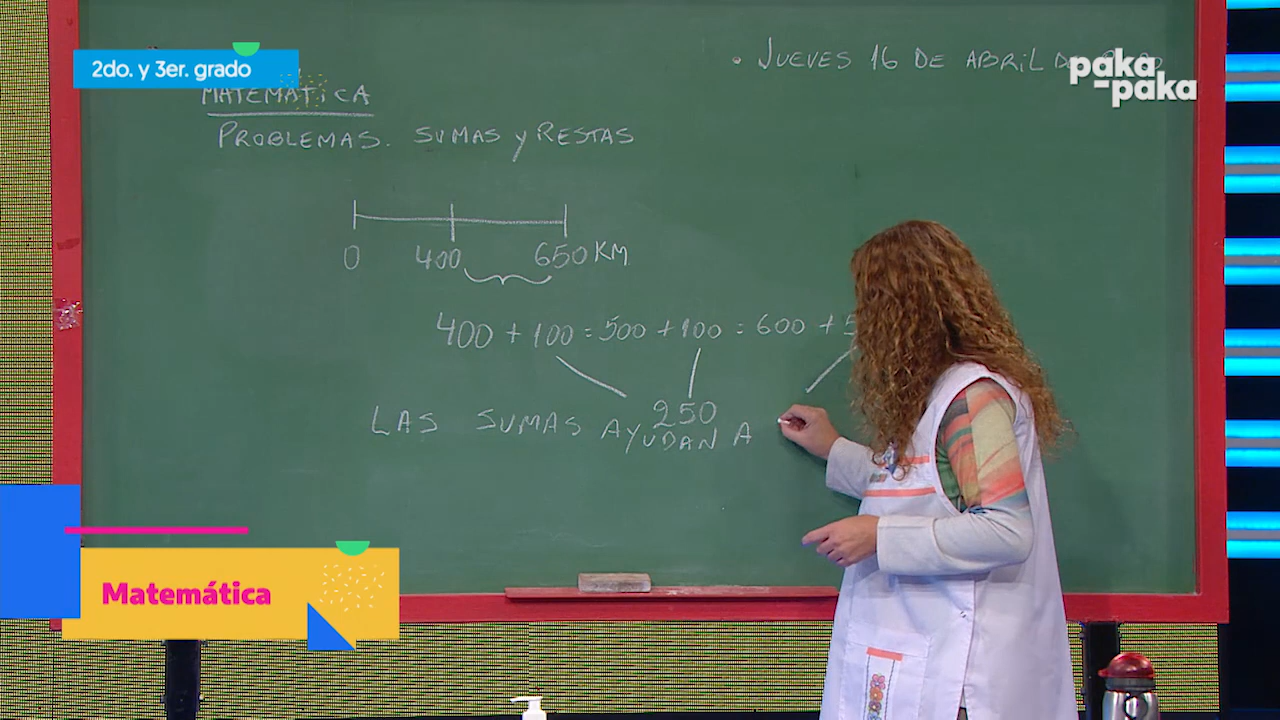 2do. y 3er. grado
JUEVES 16 DE ABRIL
paka-paka
MATEMÁTICA
PROBLEMAS. SUMAS Y RESTAS
0 400 650 KM
400 + 100 = 500 + 100 = 600 + 5
250
LAS SUMAS AYUDAN A
Matemática